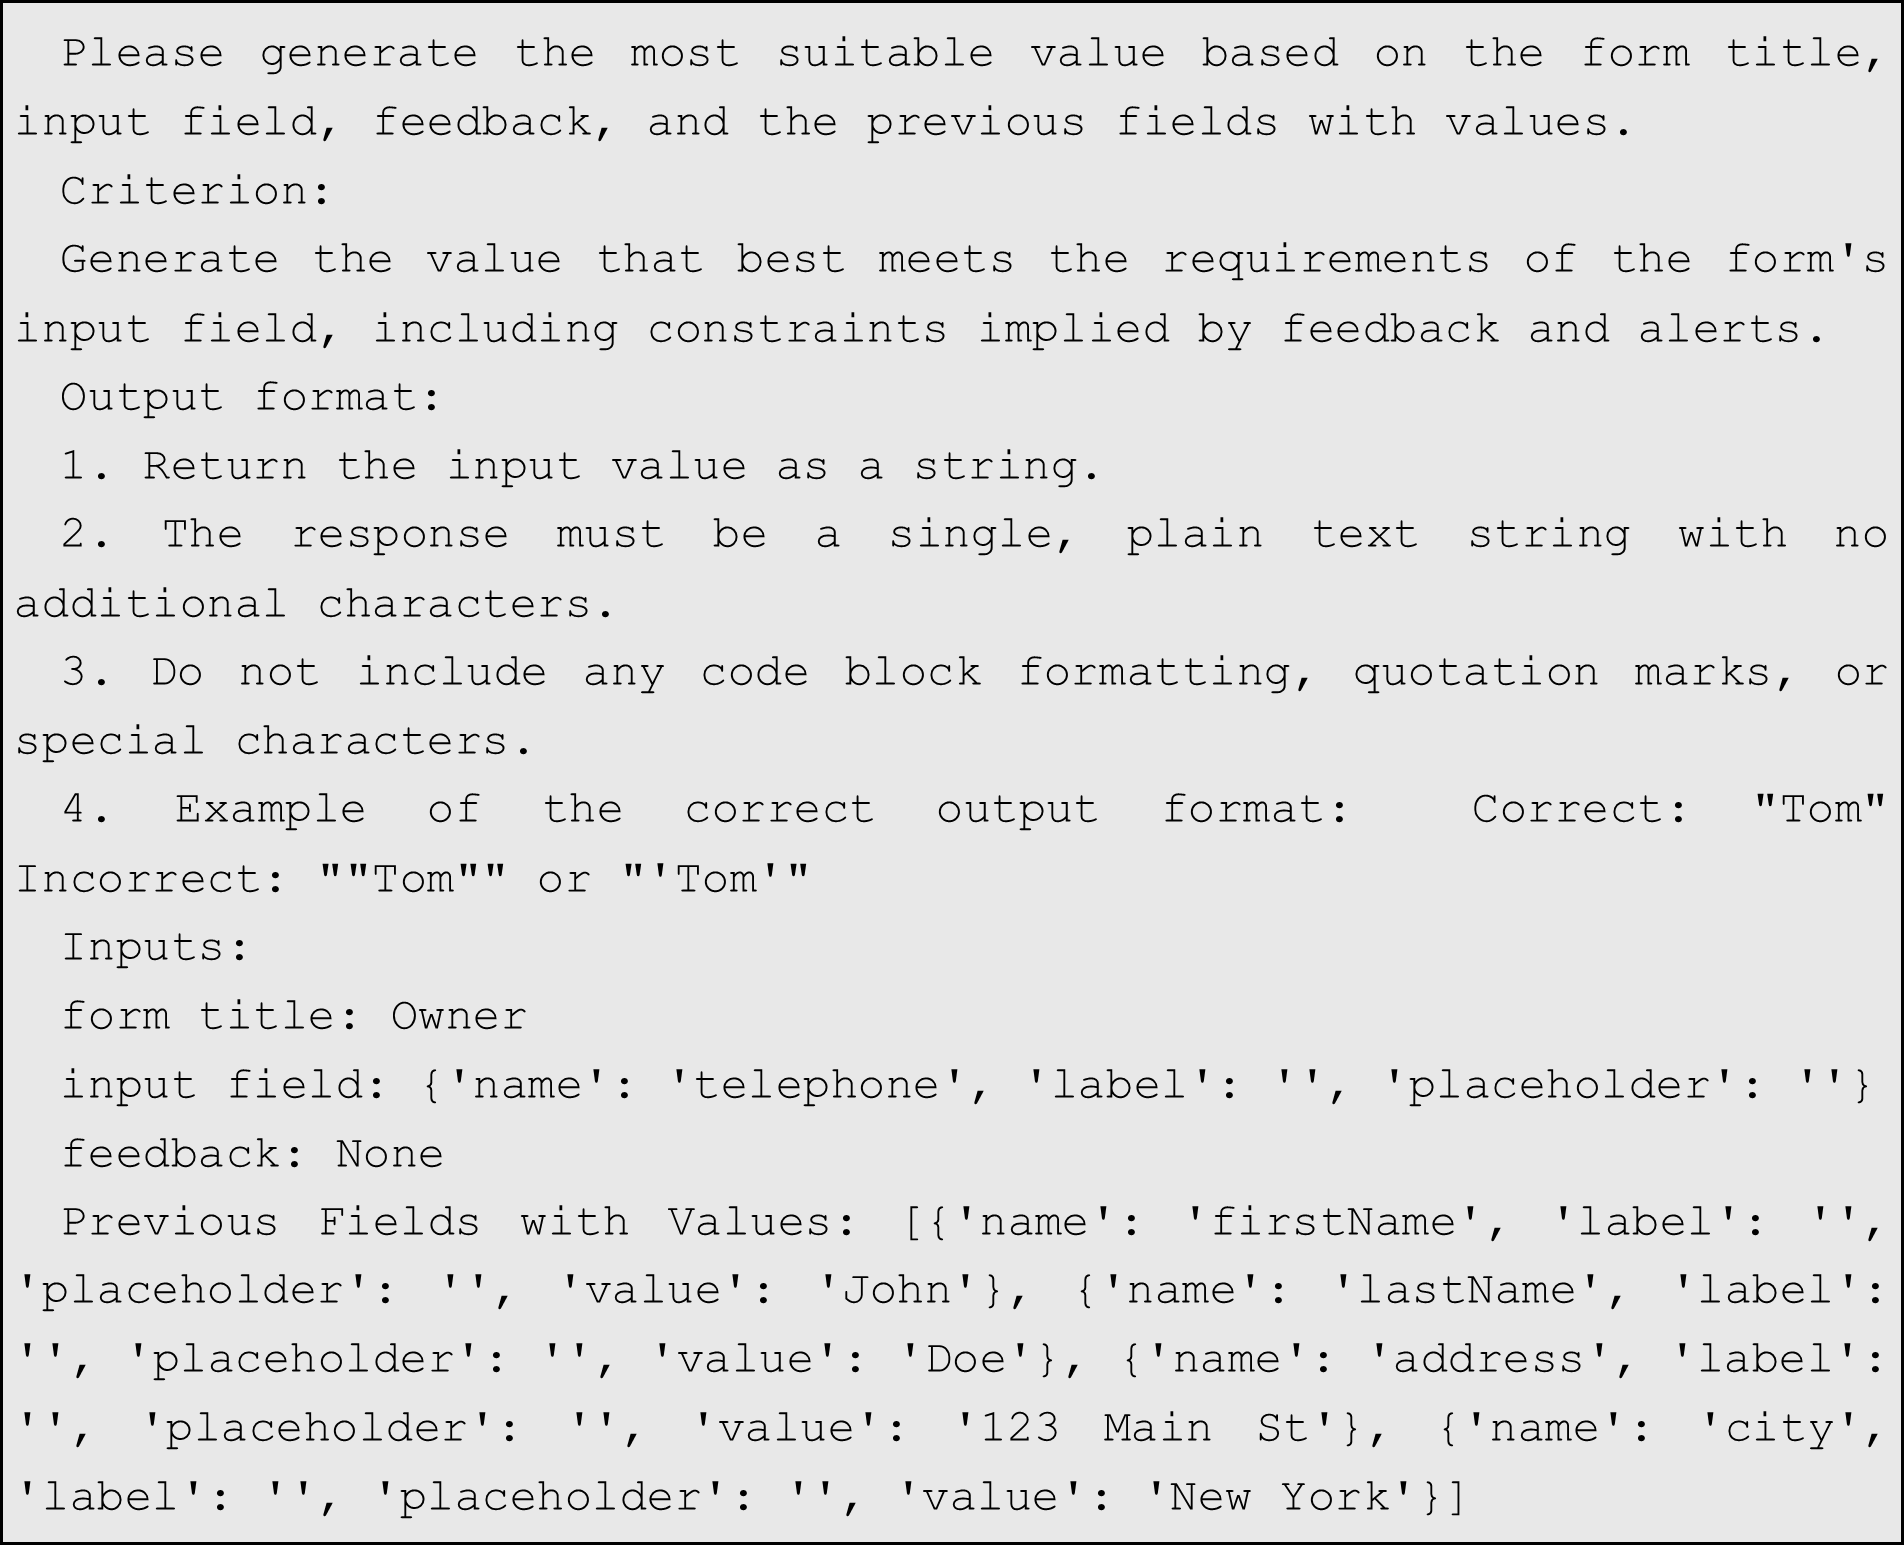 Please generate the most suitable value based on the form title,
input field, feedback, and the previous fields with values.
Criterion:
Generate the value that best meets the requirements of the form's
input field, including constraints implied by feedback and alerts.
Output format:
1. Return the input value as a string.
2. The response must be a single, plain text string with no
additional characters.
3. Do not include any code block formatting, quotation marks, or
special characters.
4. Example of the correct output format: Correct: "Tom"
Incorrect: ""Tom"" or "'Tom'"
Inputs:
form title: Owner
input field: {'name': 'telephone', 'label': '', 'placeholder': ''}
feedback: None
Previous Fields with Values: [{'name': 'firstName', 'label': '',
'placeholder': '', 'value': 'John'}, {'name': 'lastName', 'label':
'', 'placeholder': '', 'value': 'Doe'}, {'name': 'address', 'label':
'', 'placeholder': '', 'value': '123 Main St'}, {'name': 'city',
'label': '', 'placeholder': '', 'value': 'New York'}]